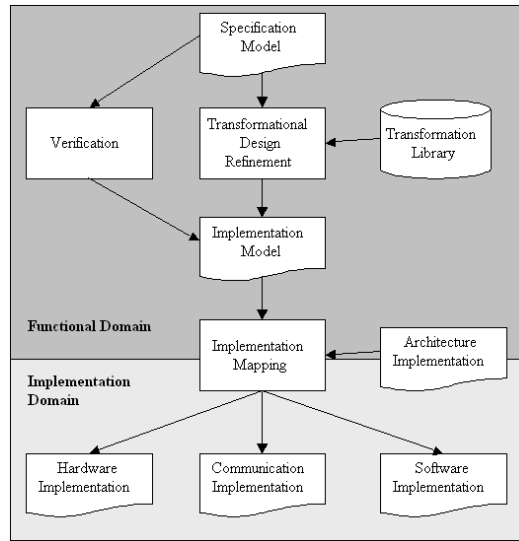 Specification
Model
Verification
Transformational
Design
Refinement
Transformation
Library
Implementation
Model
Functional Domain
Implementation
Mapping
Architecture
Implementation
Implementation
Domain
Hardware
Implementation
Communication
Implementation
Software
Implementation